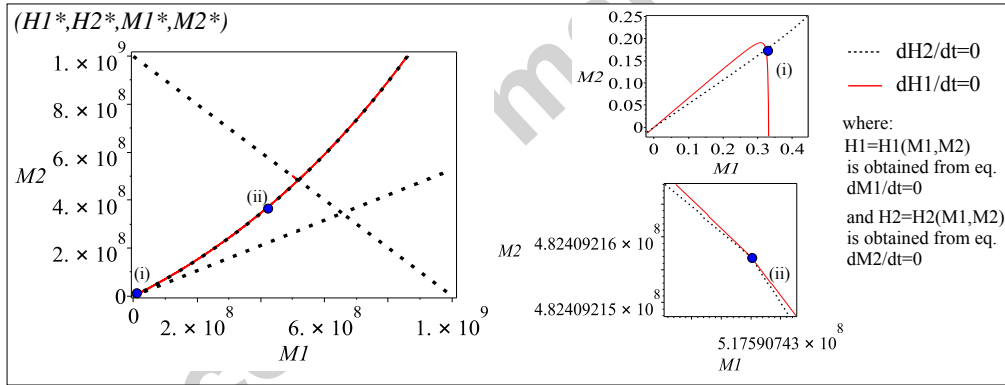 (H1*,H2*,M1*,M2*)
1. × 10^9
8. × 10^8
6. × 10^8
M2
4. × 10^8
2. × 10^8
0
(i)
(ii)
0
2. × 10^8
6. × 10^8
1. × 10^9
M1
0.25
0.20
0.15
M2
0.10
0.05
0
(i)
0
0.1
0.2
0.3
0.4
M1
M2
4.82409216 × 10^8
4.82409215 × 10^8
(ii)
5.17590743 × 10^8
M1
dH2/dt=0
dH1/dt=0
where:
H1=H1(M1,M2)
is obtained from eq.
dM1/dt=0
and H2=H2(M1,M2)
is obtained from eq.
dM2/dt=0